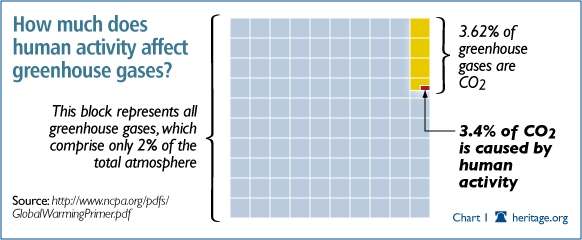 How much does
human activity affect
greenhouse gases?
This block represents all
greenhouse gases, which
comprise only 2% of the
total atmosphere
Source: http://www.ncpa.org/pdfs/
GlobalWarmingPrimer.pdf
3.62% of
greenhouse
gases are
CO2
3.4% of CO2
is caused by
human
activity
Chart 1 heritage.org